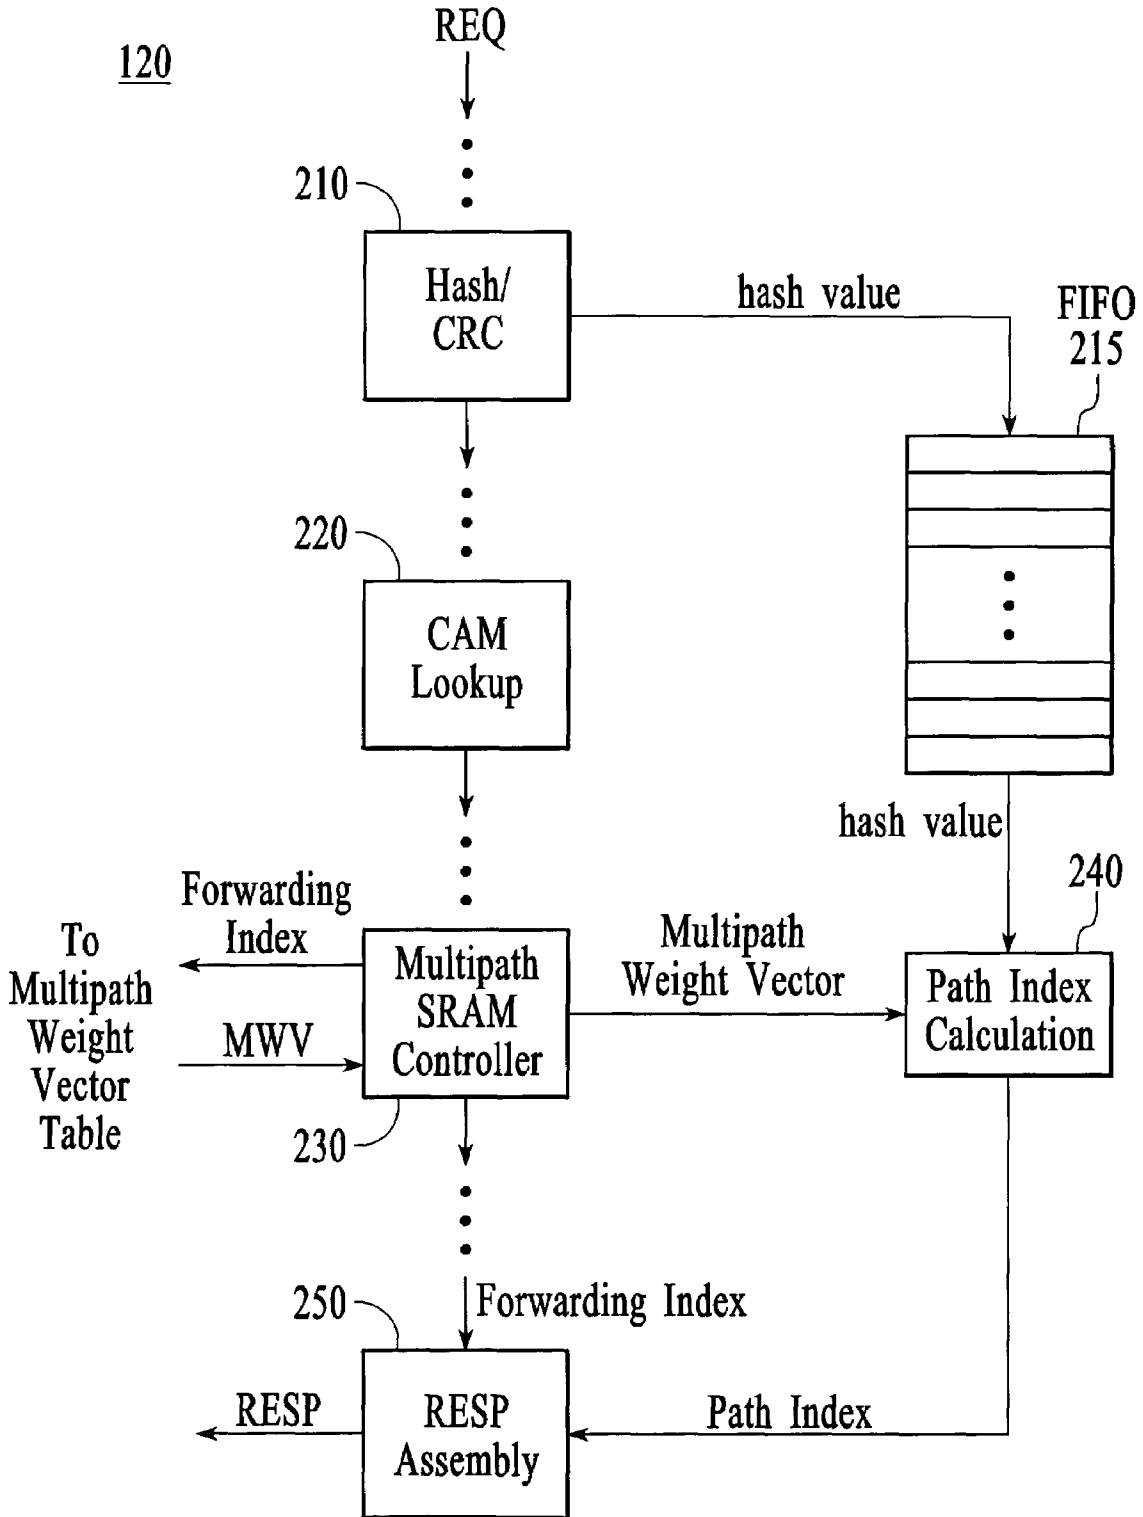 REQ
120
210
Hash/
CRC
hash value
FIFO
215
220
CAM
Lookup
hash value
240
Forwarding
Index
To
Multipath
Weight
Vector
Table
MWV
Multipath
SRAM
Controller
230
Multipath
Weight Vector
Path Index
Calculation
250
Forwarding Index
RESP
RESP
Assembly
Path Index